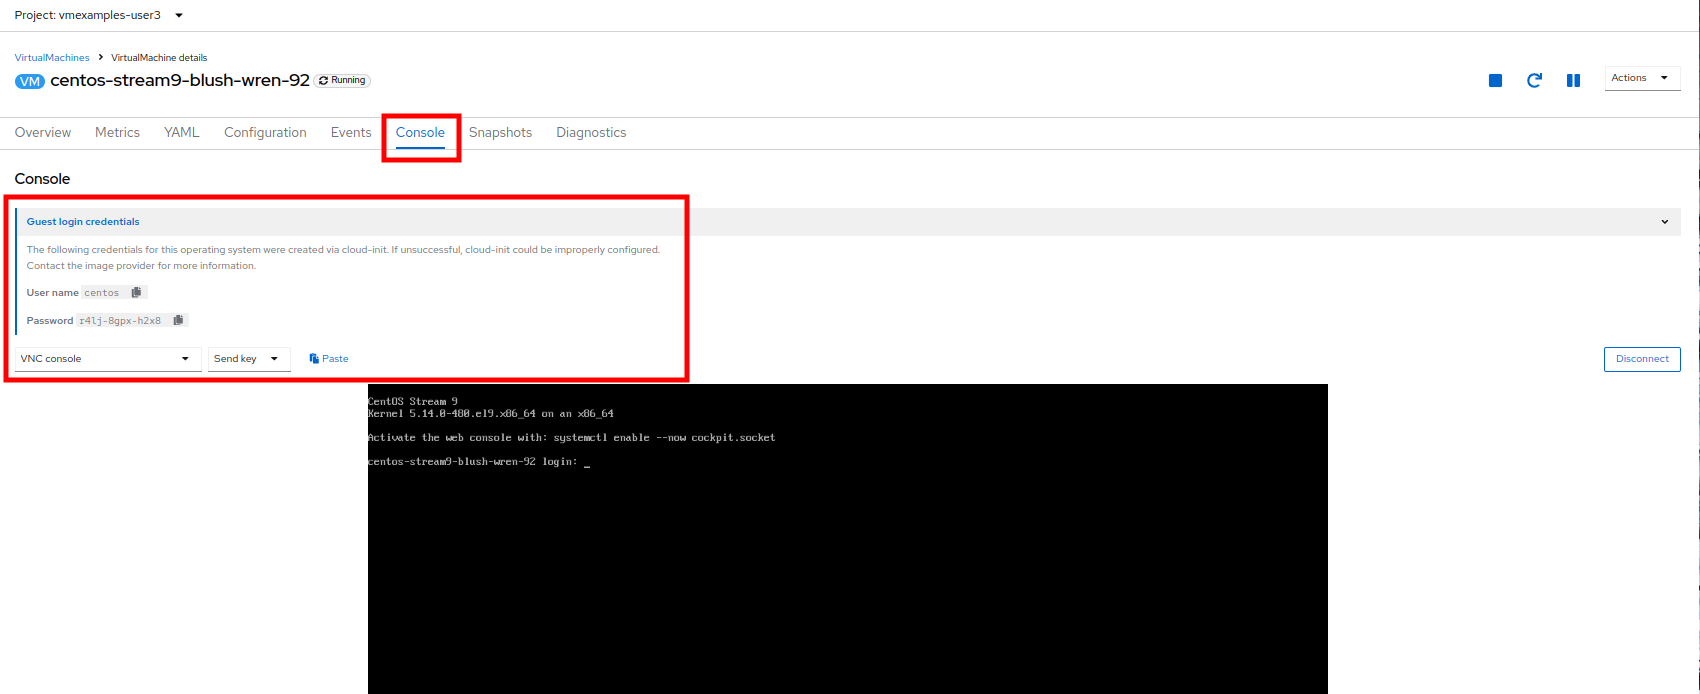 Project: vmexamples-user3
VirtualMachines > VirtualMachine details
VM centos-stream9-blush-wren-92 Running
Actions
Overview Metrics YAML Configuration Events Console Snapshots Diagnostics
Console
Guest login credentials
The following credentials for this operating system were created via cloud-init. If unsuccessful, cloud-init could be improperly configured.
Contact the image provider for more information.
User name centos
Password r4lj-8gpx-h2x8
VNC console Send key Paste Disconnect
CentOS Stream 9
Kernel 5.14.0-480.el9.x86_64 on an x86_64
Activate the web console with: systemctl enable --now cockpit.socket
centos-stream9-blush-wren-92 login: _